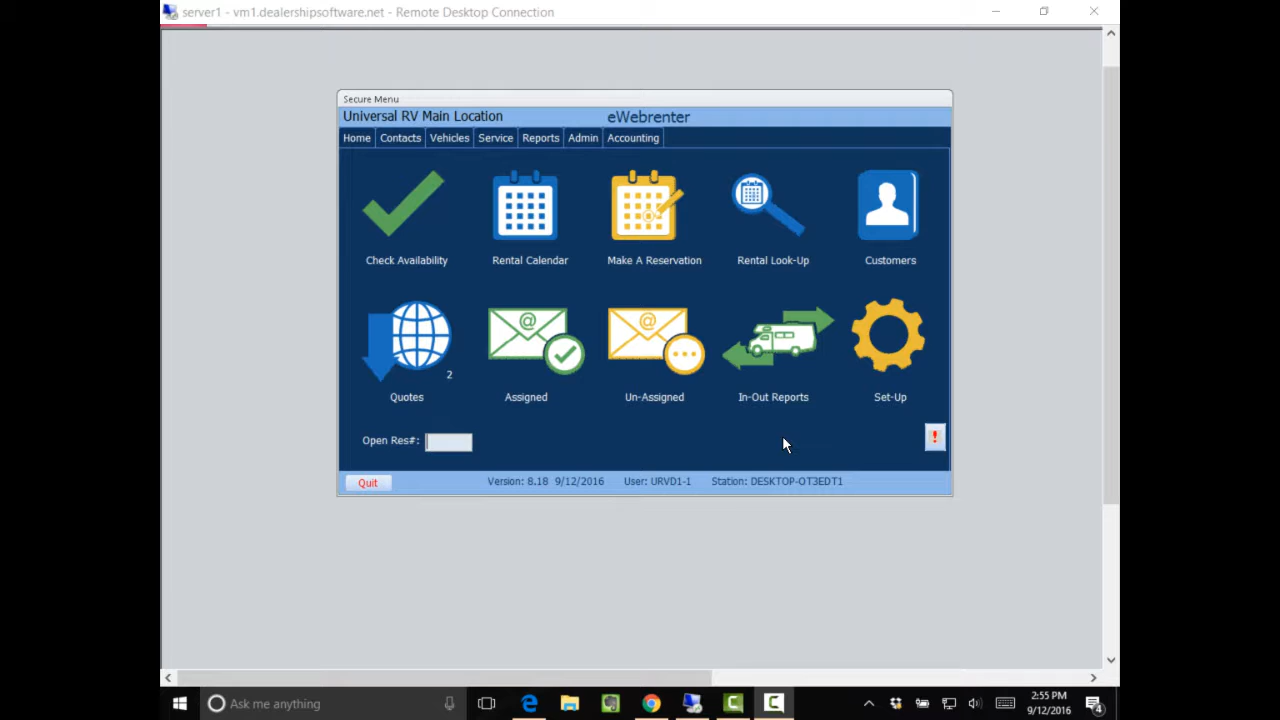 server1 - vm1.dealershipsoftware.net - Remote Desktop Connection
Secure Menu
Universal RV Main Location eWebrenter
Home Contacts Vehicles Service Reports Admin Accounting
Check Availability Rental Calendar Make A Reservation Rental Look-Up Customers
@ @
2
Quotes Assigned Un-Assigned In-Out Reports Set-Up
Open Res#:
!
Quit Version: 8.18 9/12/2016 User: URVD1-1 Station: DESKTOP-OT3EDT1
Ask me anything
2:55 PM
9/12/2016
4